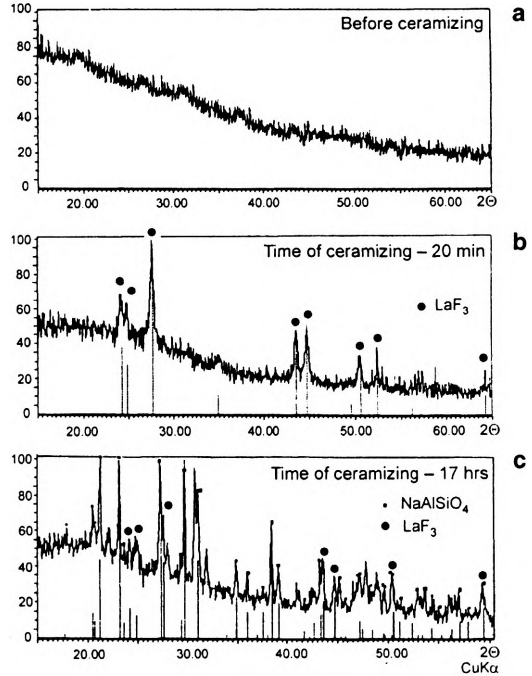 a
Before ceramizing
100
80
60
40
20
0
20.00 30.00 40.00 50.00 60.00 2Θ
b
Time of ceramizing – 20 min
LaF3
100
80
60
40
20
0
20.00 30.00 40.00 50.00 60.00 2Θ
c
Time of ceramizing – 17 hrs
NaAlSiO4
LaF3
100
80
60
40
20
0
20.00 30.00 40.00 50.00 2Θ
CuKα